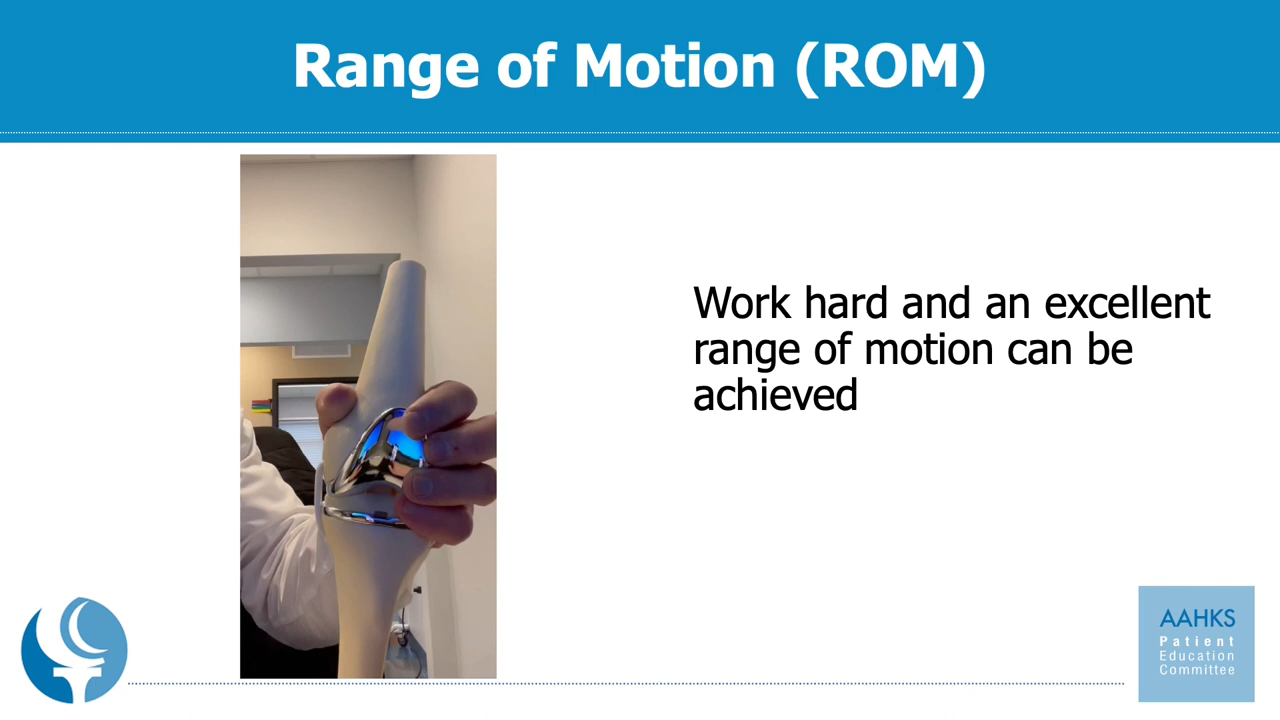 Range of Motion (ROM)
Work hard and an excellent
range of motion can be
achieved
AAHKS
Patient
Education
Committee